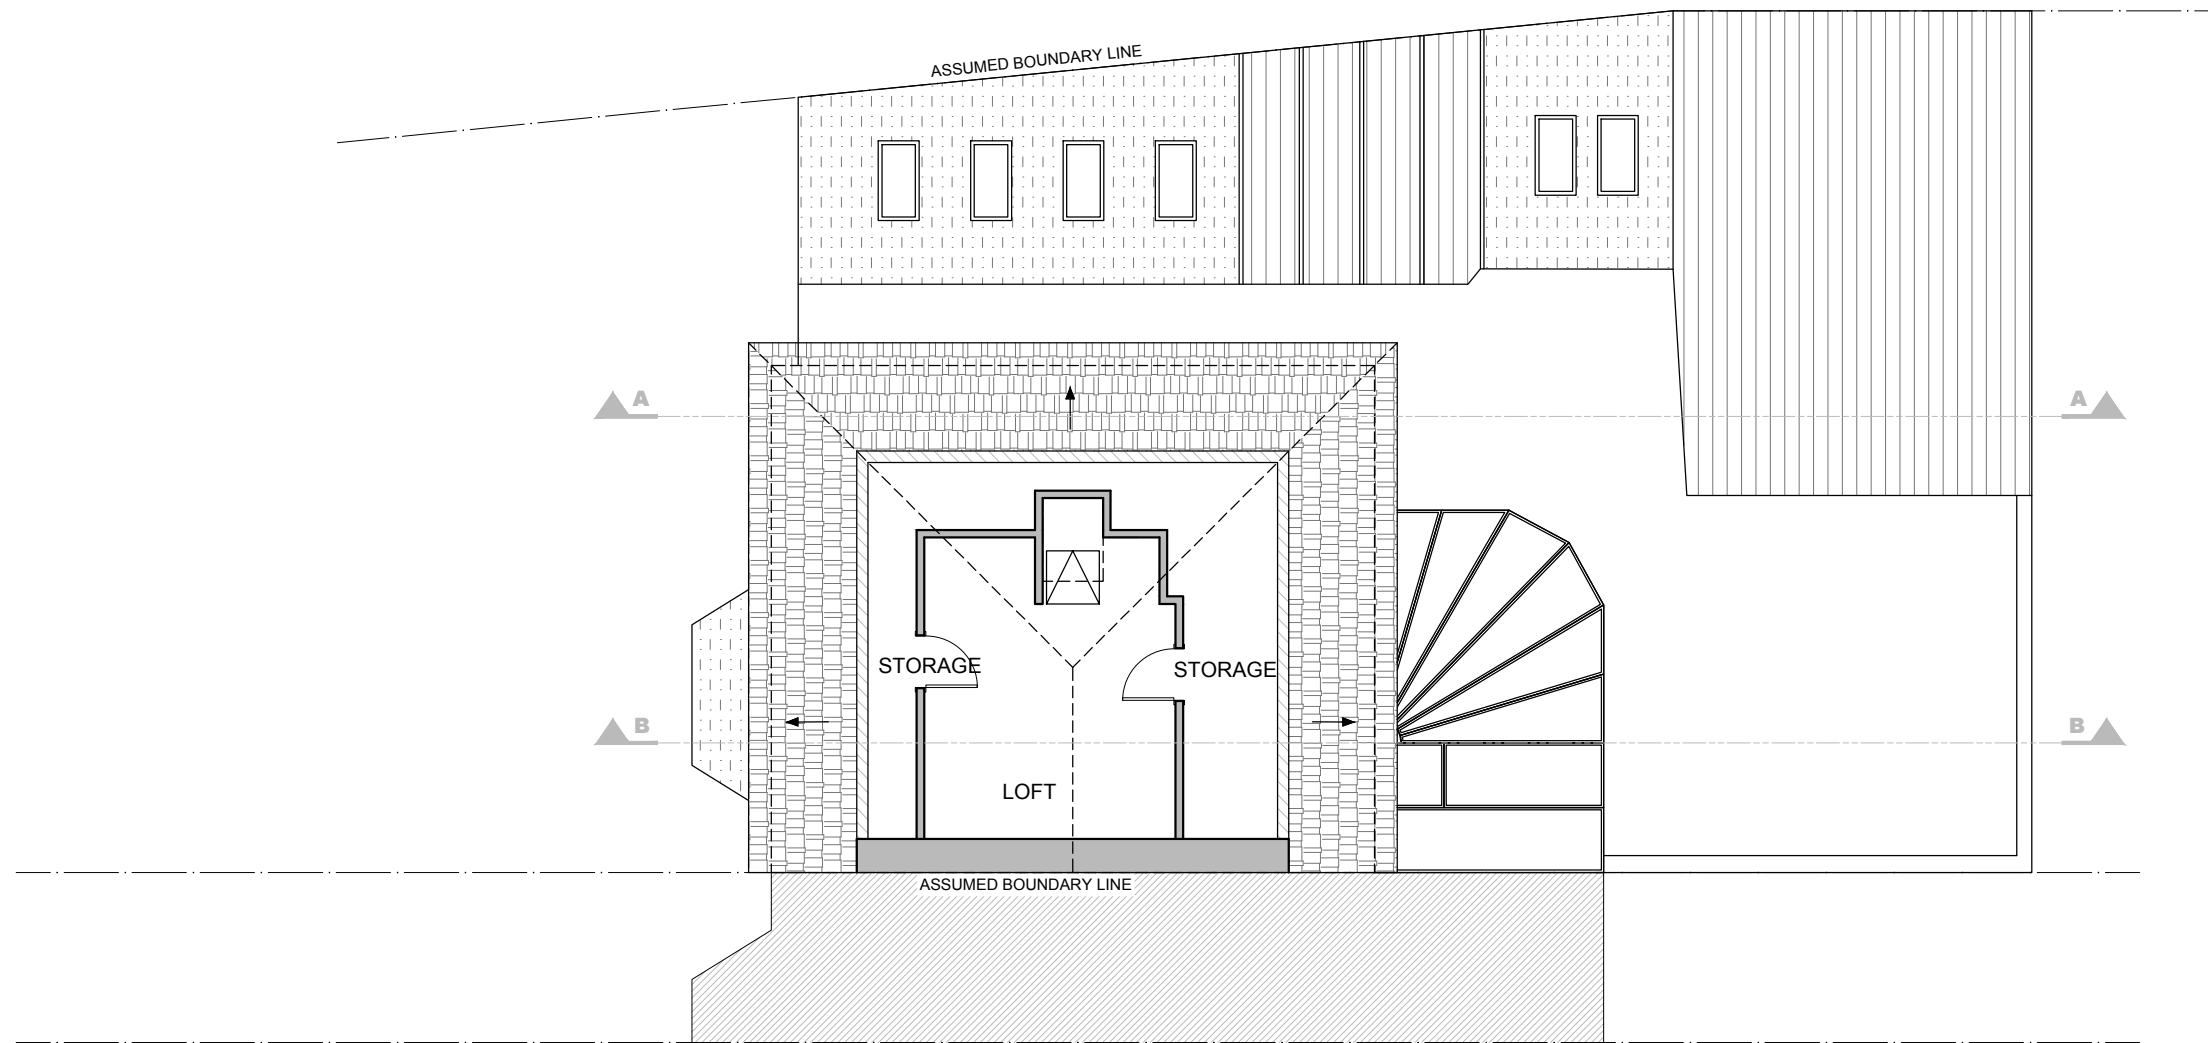 ASSUMED BOUNDARY LINE
A
A
STORAGE
STORAGE
B
B
LOFT
ASSUMED BOUNDARY LINE